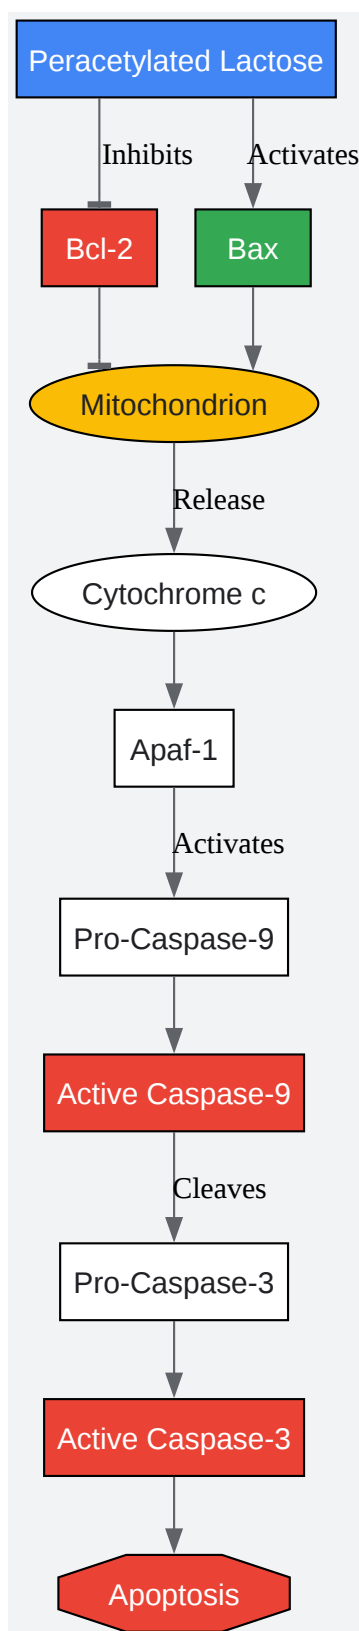 Peracetylated Lactose
Inhibits
Activates
Bcl-2
Bax
Mitochondrion
Release
Cytochrome c
Apaf-1
Activates
Pro-Caspase-9
Active Caspase-9
Cleaves
Pro-Caspase-3
Active Caspase-3
Apoptosis